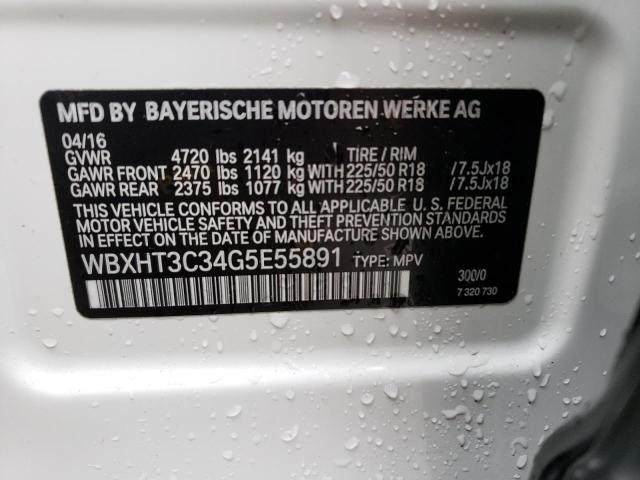 MFD BY BAYERISCHE MOTOREN WERKE AG
04/16
GVWR 4720 lbs 2141 kg TIRE / RIM
GAWR FRONT 2470 lbs 1120 kg WITH 225/50 R18 /7.5Jx18
GAWR REAR 2375 lbs 1077 kg WITH 225/50 R18 /7.5Jx18
THIS VEHICLE CONFORMS TO ALL APPLICABLE U. S. FEDERAL
MOTOR VEHICLE SAFETY AND THEFT PREVENTION STANDARDS
IN EFFECT ON THE DATE OF MANUFACTURE SHOWN ABOVE.
WBXHT3C34G5E55891 TYPE: MPV
300/0
7 320 730